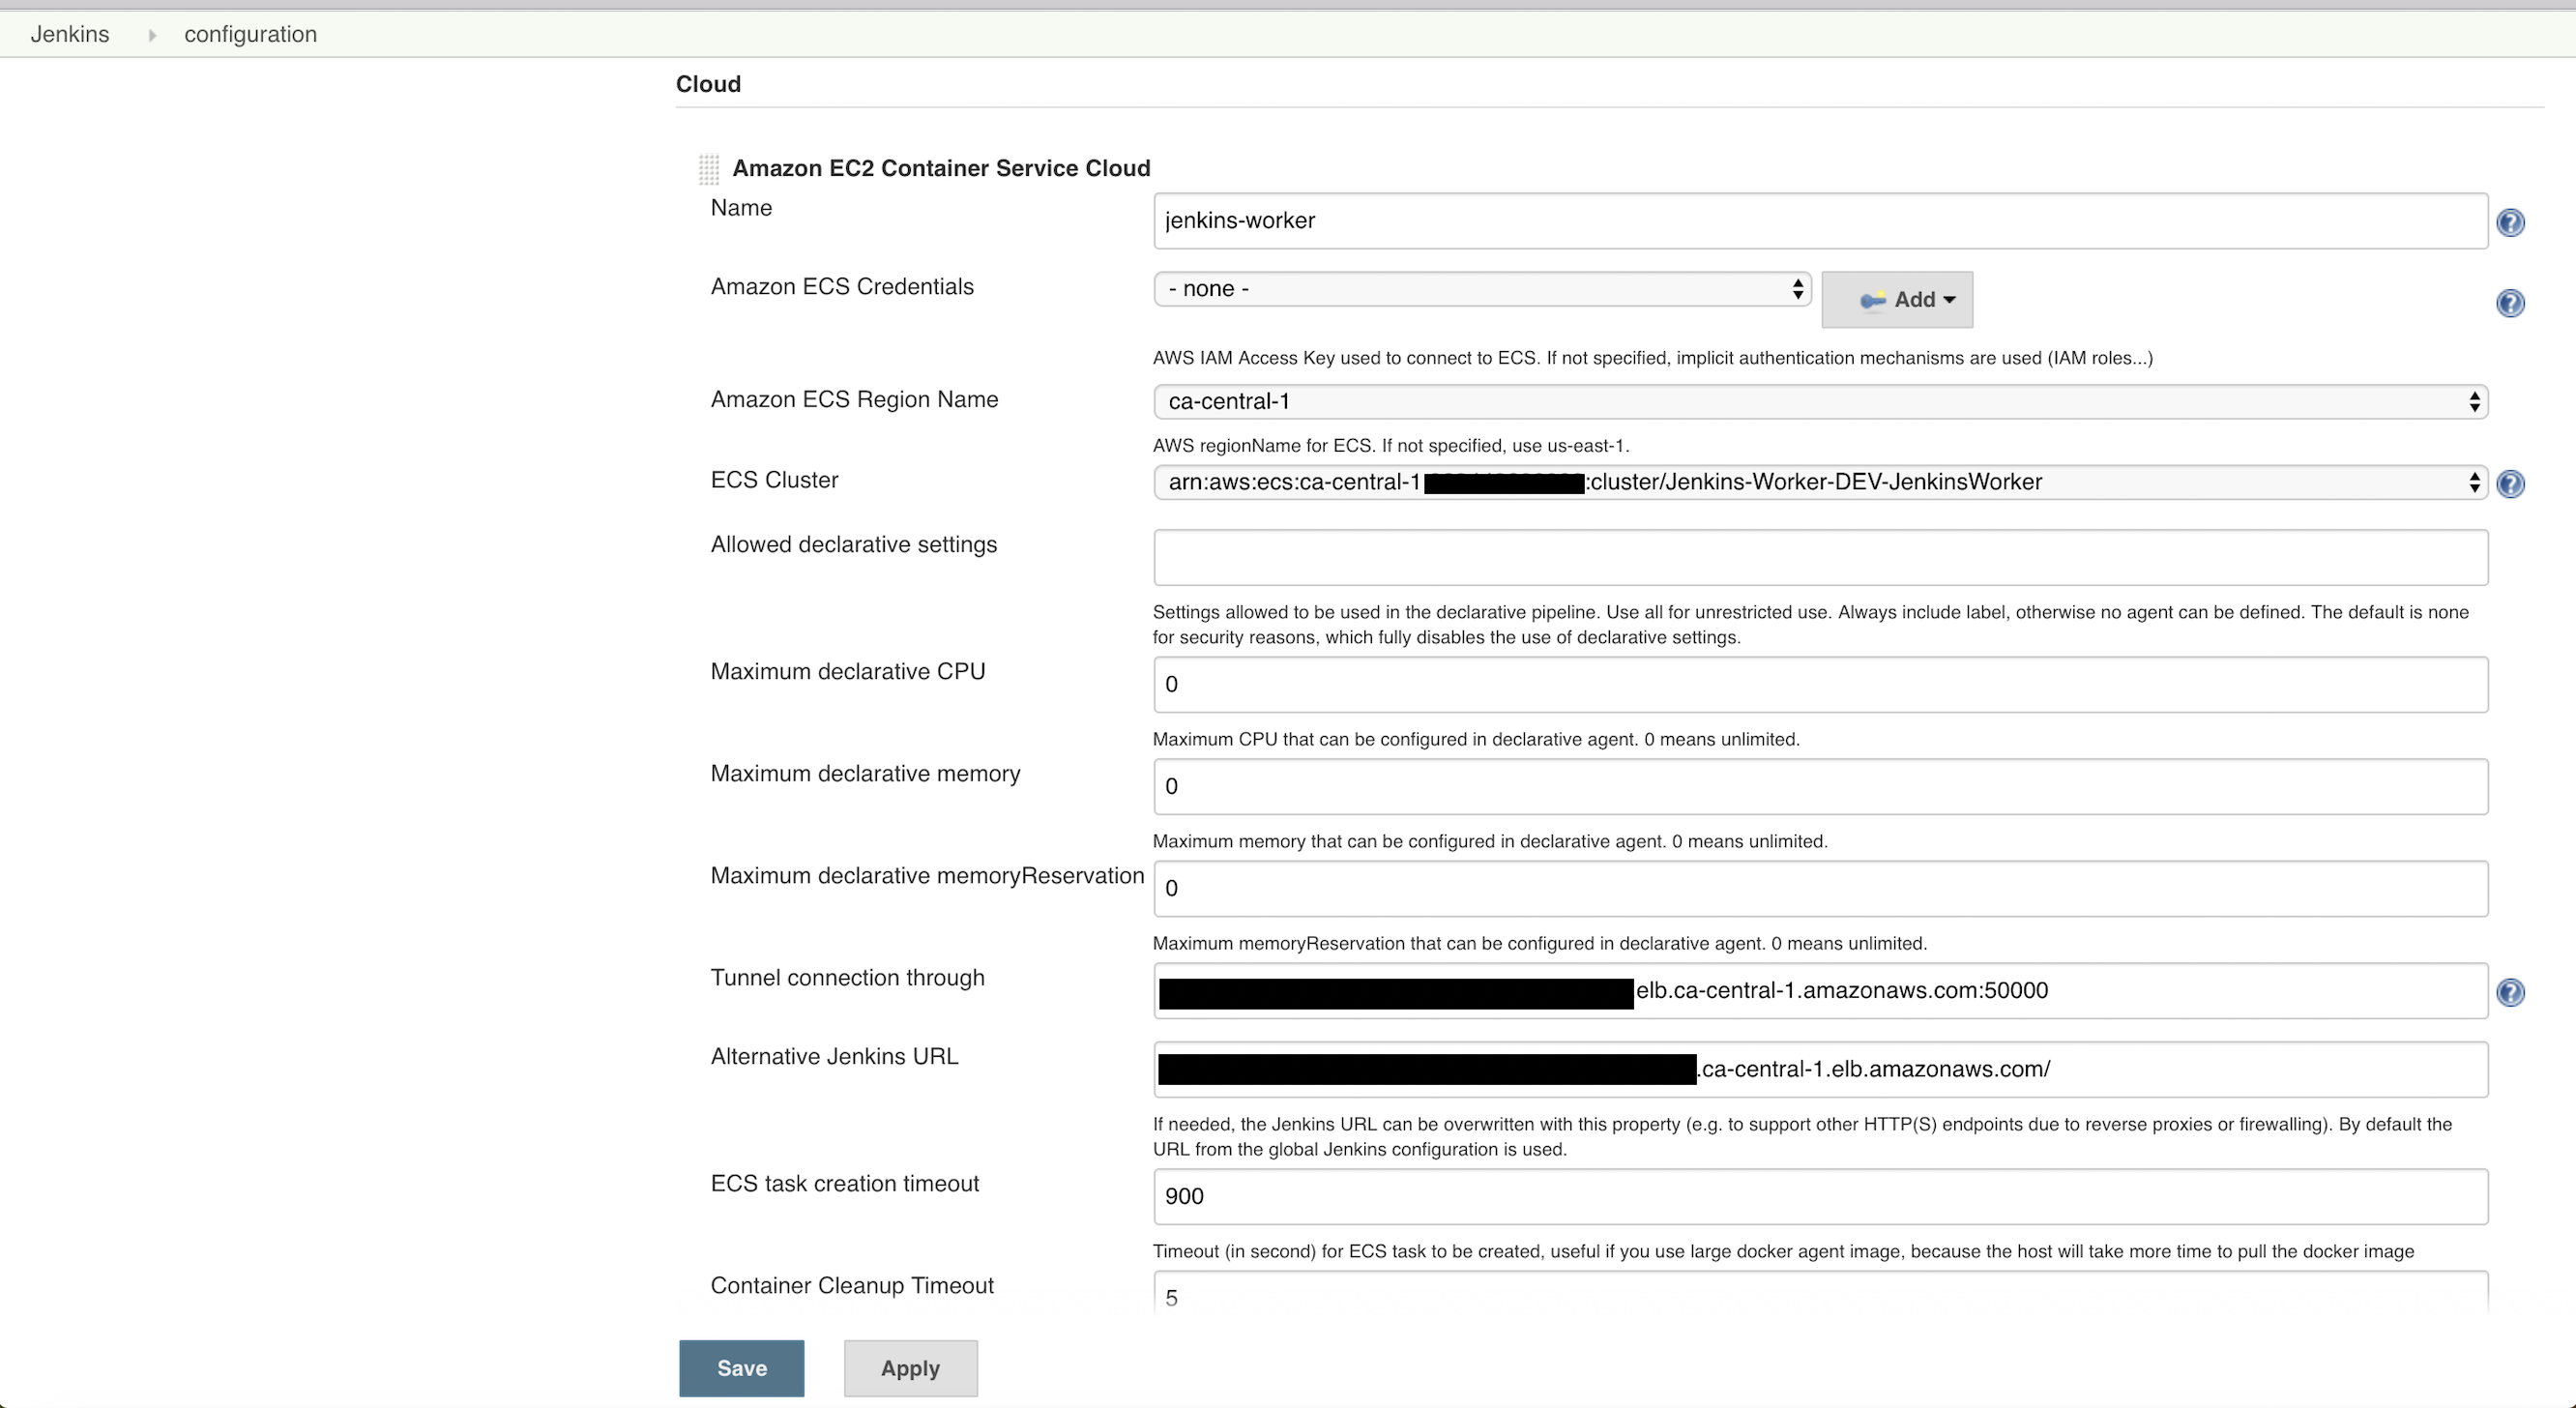 Jenkins configuration
Cloud
Amazon EC2 Container Service Cloud
Name
jenkins-worker
Amazon ECS Credentials
- none -
Add
AWS IAM Access Key used to connect to ECS. If not specified, implicit authentication mechanisms are used (IAM roles...)
Amazon ECS Region Name
ca-central-1
AWS regionName for ECS. If not specified, use us-east-1.
ECS Cluster
arn:aws:ecs:ca-central-1 :cluster/Jenkins-Worker-DEV-JenkinsWorker
Allowed declarative settings
Settings allowed to be used in the declarative pipeline. Use all for unrestricted use. Always include label, otherwise no agent can be defined. The default is none
for security reasons, which fully disables the use of declarative settings.
Maximum declarative CPU
0
Maximum CPU that can be configured in declarative agent. 0 means unlimited.
Maximum declarative memory
0
Maximum memory that can be configured in declarative agent. 0 means unlimited.
Maximum declarative memoryReservation
0
Maximum memoryReservation that can be configured in declarative agent. 0 means unlimited.
Tunnel connection through
elb.ca-central-1.amazonaws.com:50000
Alternative Jenkins URL
.ca-central-1.elb.amazonaws.com/
If needed, the Jenkins URL can be overwritten with this property (e.g. to support other HTTP(S) endpoints due to reverse proxies or firewalling). By default the
URL from the global Jenkins configuration is used.
ECS task creation timeout
900
Timeout (in second) for ECS task to be created, useful if you use large docker agent image, because the host will take more time to pull the docker image
Container Cleanup Timeout
5
Save
Apply